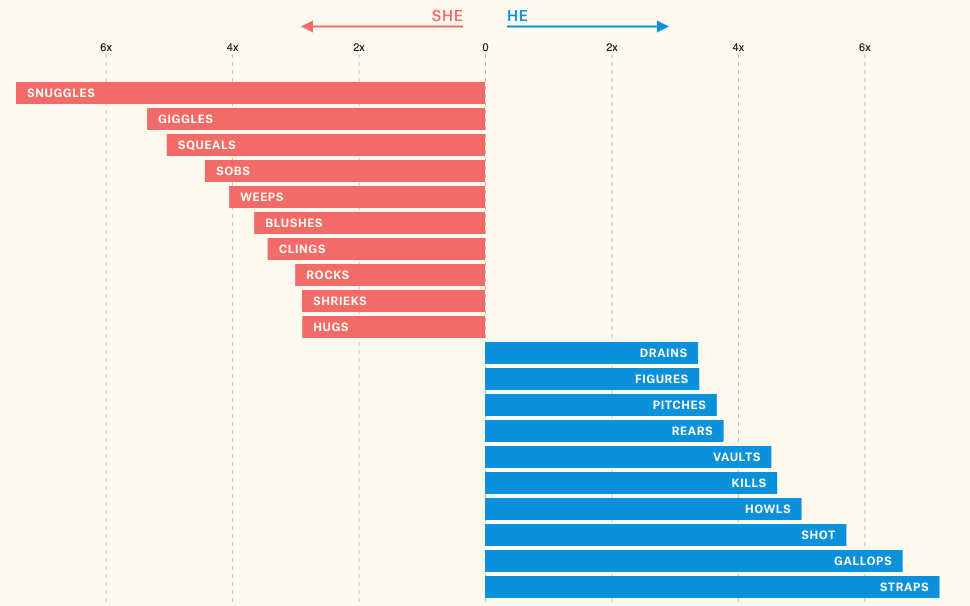 SHE HE
6x 4x 2x 0 2x 4x 6x
SNUGGLES
GIGGLES
SQUEALS
SOBS
WEEPS
BLUSHES
CLINGS
ROCKS
SHRIEKS
HUGS
DRAINS
FIGURES
PITCHES
REARS
VAULTS
KILLS
HOWLS
SHOT
GALLOPS
STRAPS